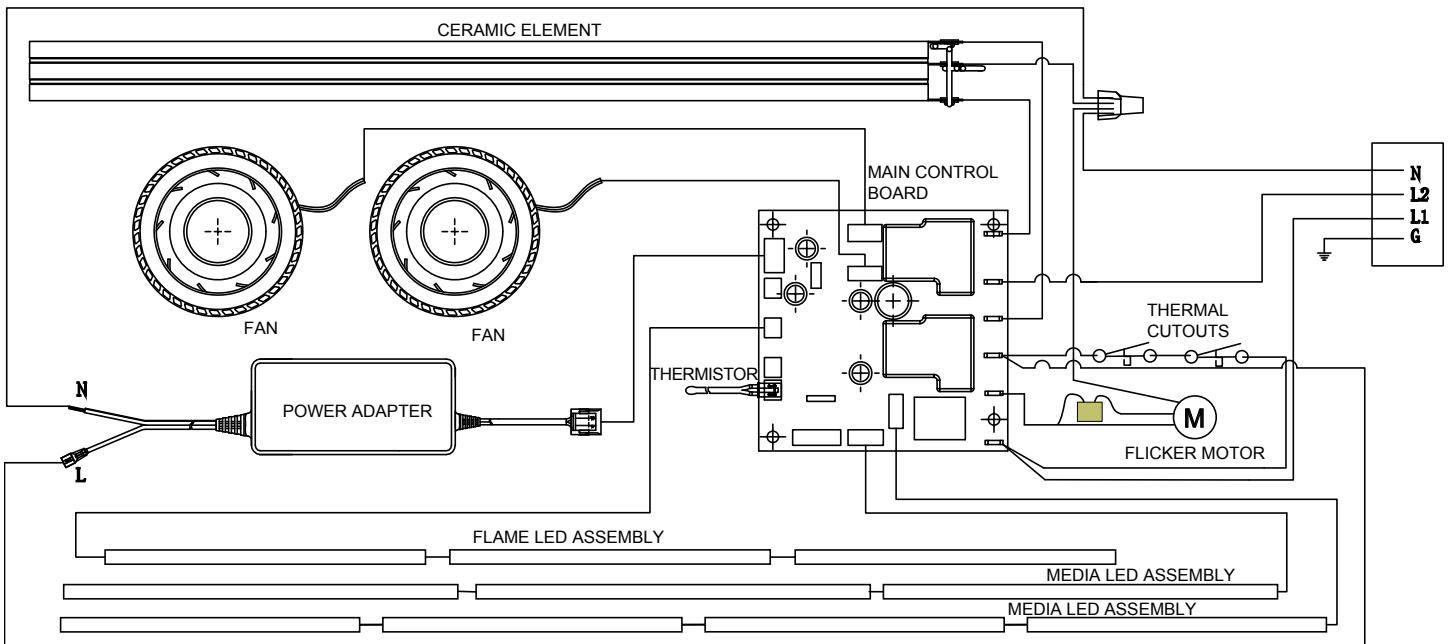 CERAMIC ELEMENT
MAIN CONTROL
BOARD
N
L2
L1
G
FAN
FAN
THERMAL
CUTOUTS
THERMISTOR
N
POWER ADAPTER
L
M
FLICKER MOTOR
FLAME LED ASSEMBLY
MEDIA LED ASSEMBLY
MEDIA LED ASSEMBLY